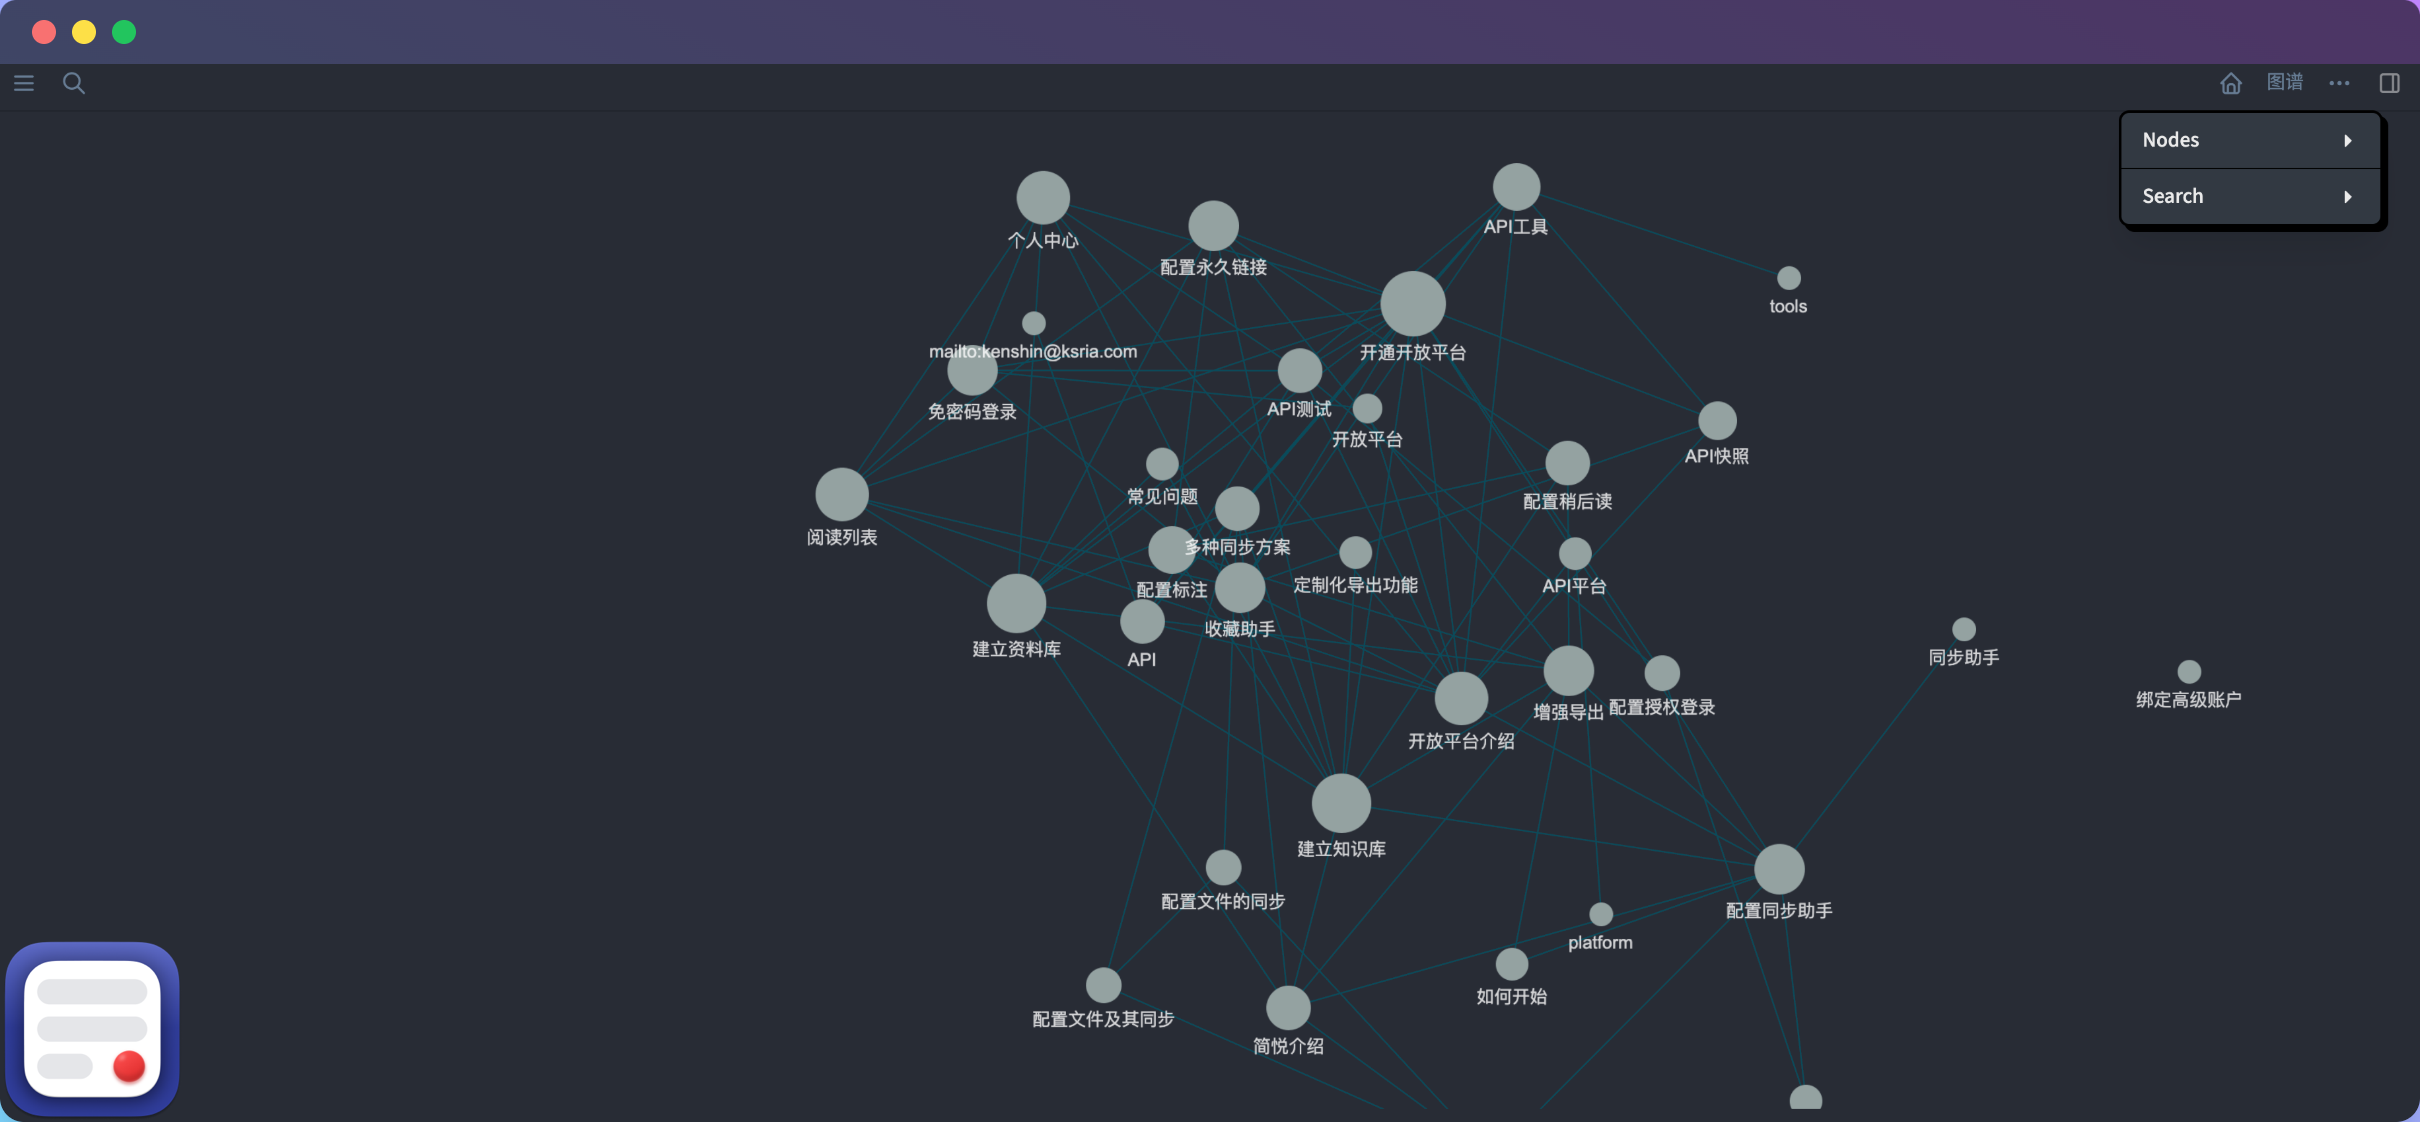 图谱
Nodes
Search
个人中心
配置永久链接
API工具
tools
mailto:kenshin@ksria.com
开通开放平台
免密码登录
API测试
开放平台
API快照
常见问题
配置稍后读
阅读列表
多种同步方案
配置标注
定制化导出功能
API平台
收藏助手
建立资料库
API
同步助手
绑定高级账户
增强导出
配置授权登录
开放平台介绍
建立知识库
配置文件的同步
配置同步助手
platform
如何开始
配置文件及其同步
简悦介绍